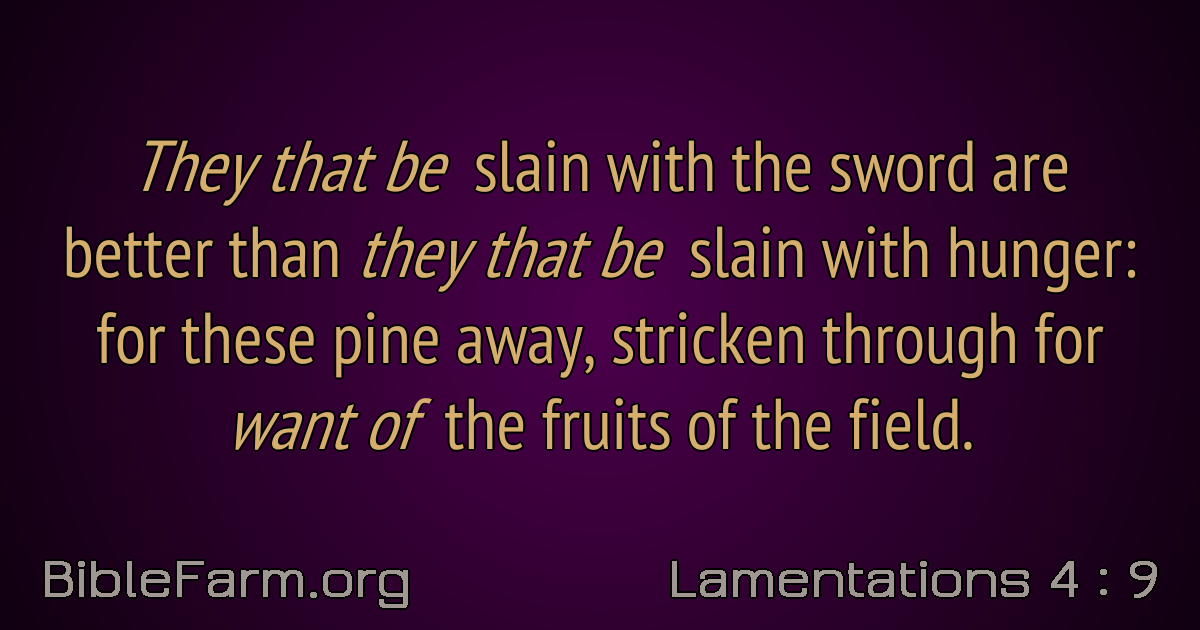 They that be slain with the sword are
better than they that be slain with hunger:
for these pine away, stricken through for
want of the fruits of the field.
BibleFarm.org
Lamentations 4 : 9